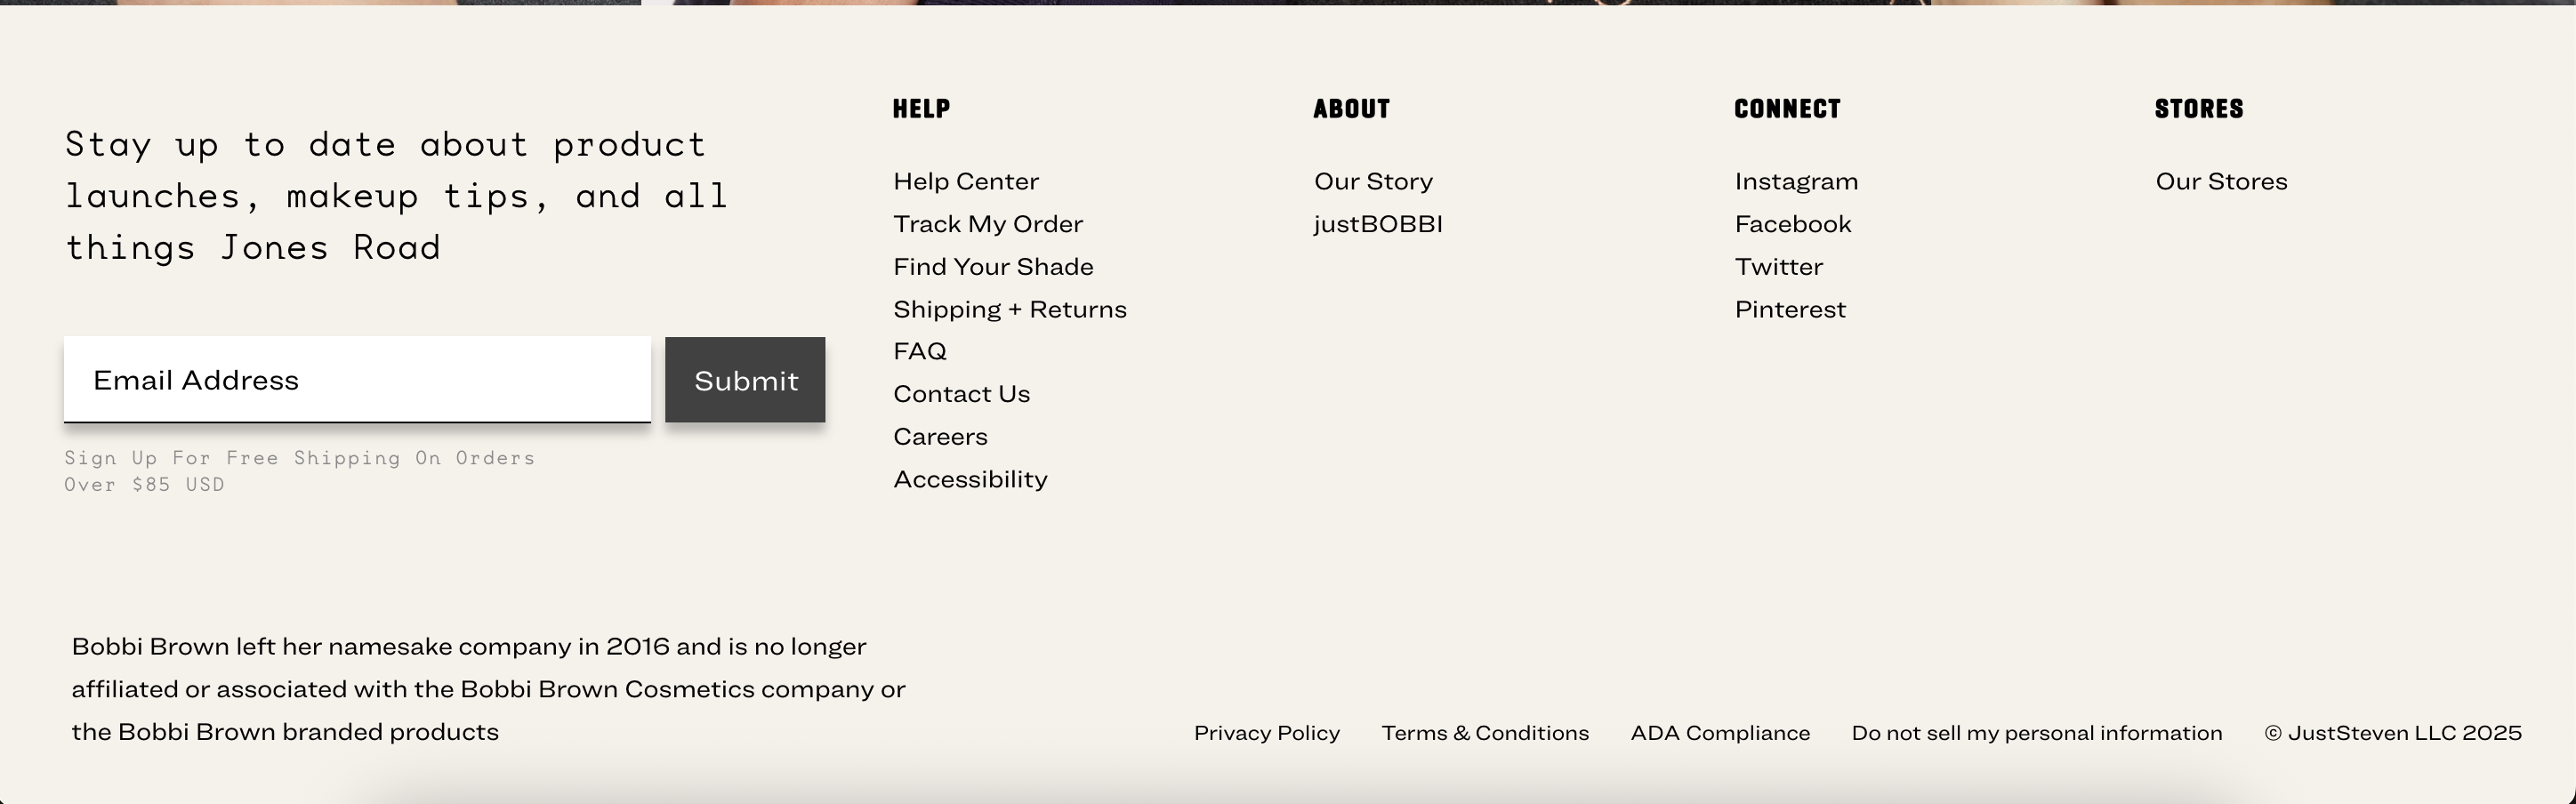 Stay up to date about product
launches, makeup tips, and all
things Jones Road
Email Address
Submit
Sign Up For Free Shipping On Orders
Over $85 USD
HELP
Help Center
Track My Order
Find Your Shade
Shipping + Returns
FAQ
Contact Us
Careers
Accessibility
ABOUT
Our Story
justBOBBI
CONNECT
Instagram
Facebook
Twitter
Pinterest
STORES
Our Stores
Bobbi Brown left her namesake company in 2016 and is no longer
affiliated or associated with the Bobbi Brown Cosmetics company or
the Bobbi Brown branded products
Privacy Policy
Terms & Conditions
ADA Compliance
Do not sell my personal information
© JustSteven LLC 2025